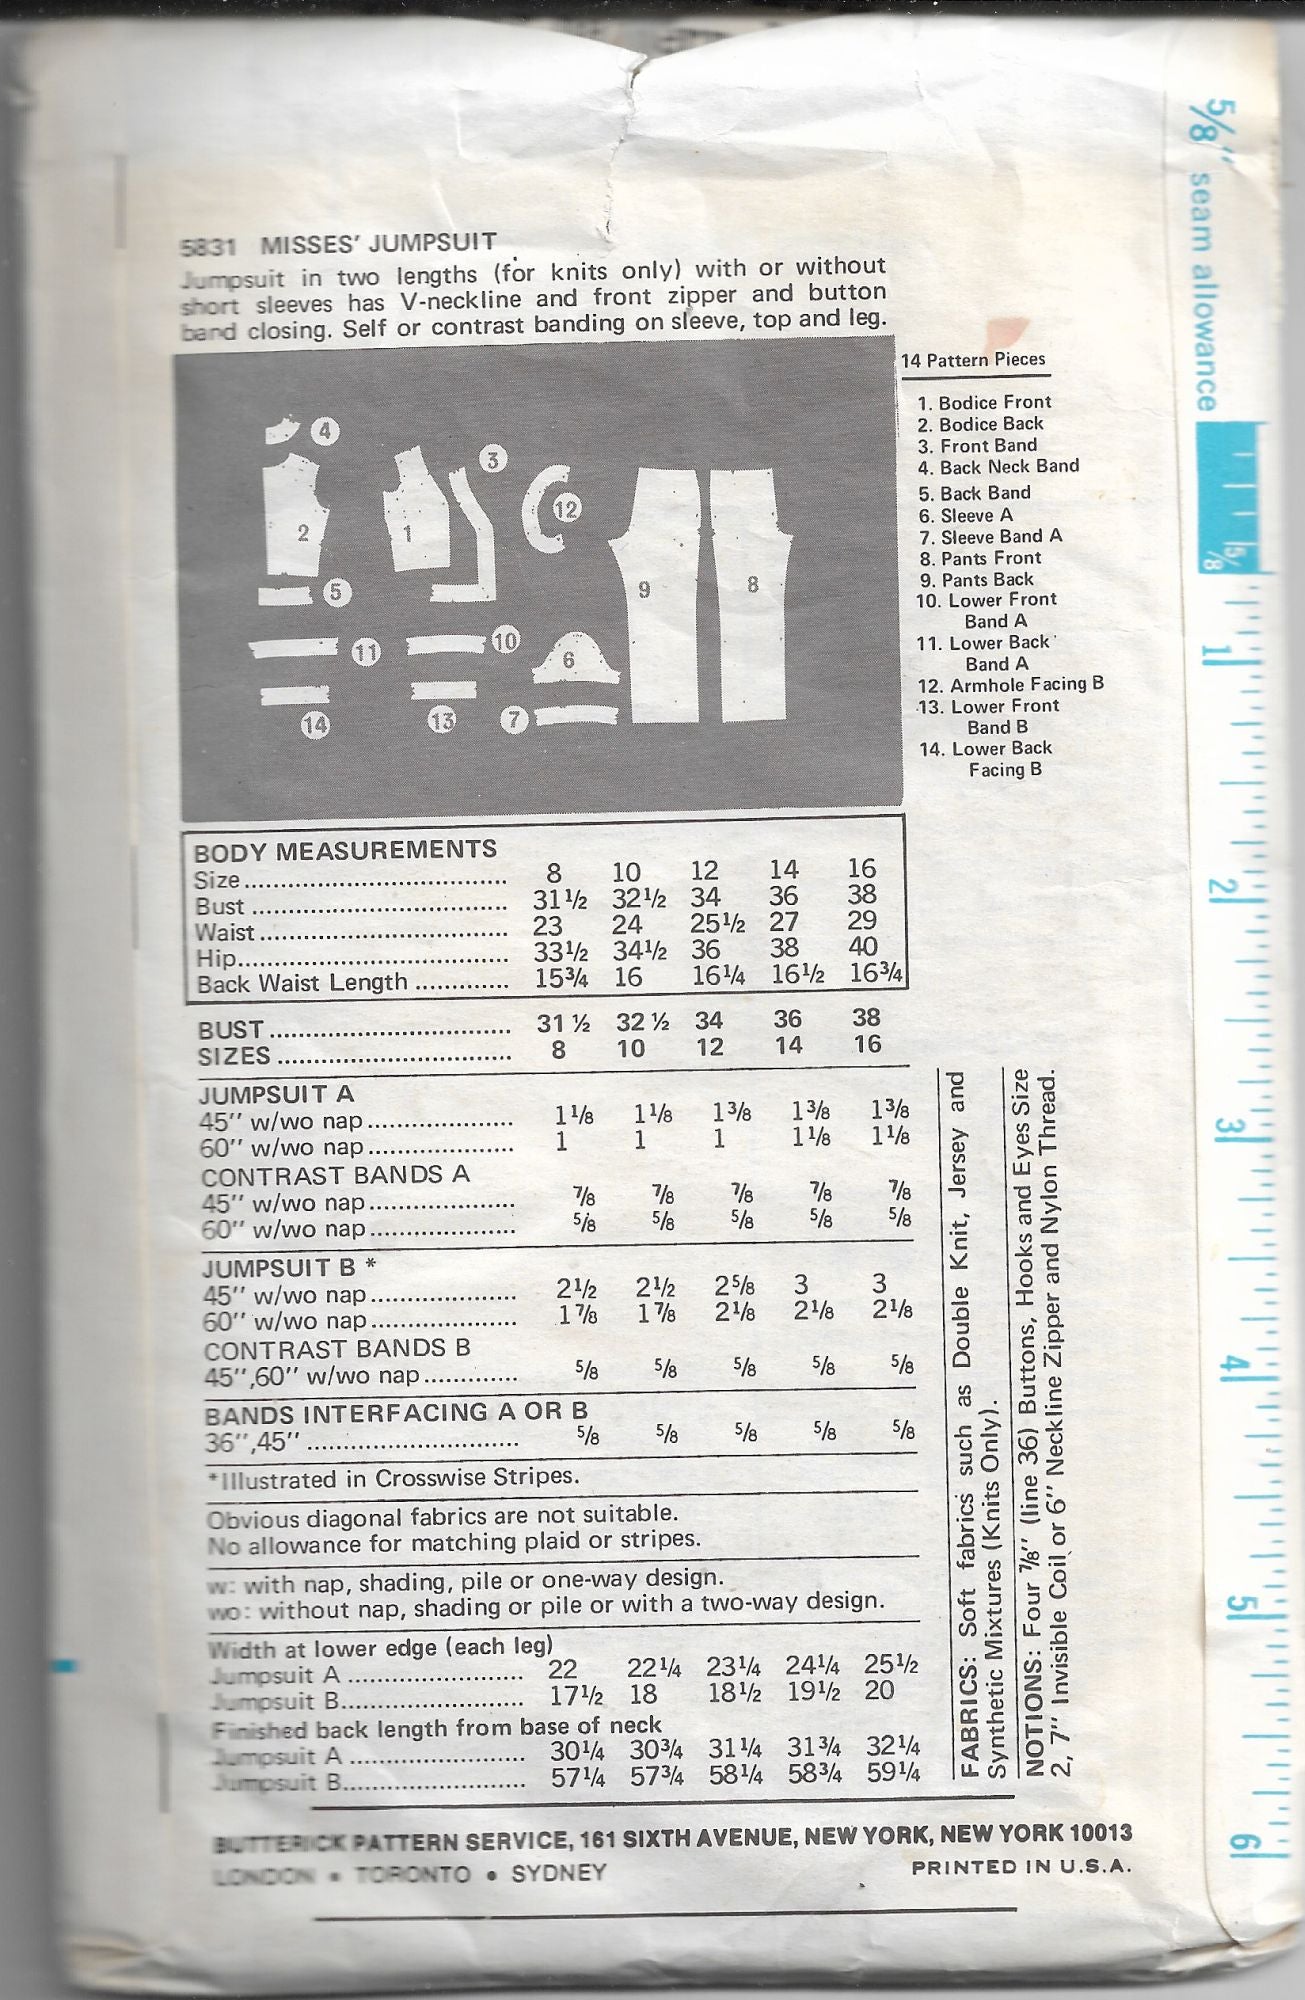 5831 MISSES' JUMPSUIT
Jumpsuit in two lengths (for knits only) with or without
short sleeves has V-neckline and front zipper and button
band closing. Self or contrast banding on sleeve, top and leg.
4
3
12
2
1
5
9
8
11
10
6
14
13
7
14 Pattern Pieces
1. Bodice Front
2. Bodice Back
3. Front Band
4. Back Neck Band
5. Back Band
6. Sleeve A
7. Sleeve Band A
8. Pants Front
9. Pants Back
10. Lower Front
Band A
11. Lower Back
Band A
12. Armhole Facing B
13. Lower Front
Band B
14. Lower Back
Facing B
BODY MEASUREMENTS
Size................................... 8 10 12 14 16
Bust ................................... 31½ 32½ 34 36 38
Waist.................................. 23 24 25½ 27 29
Hip..................................... 33½ 34½ 36 38 40
Back Waist Length ............. 15¾ 16 16¼ 16½ 16¾
BUST................................. 31 ½ 32 ½ 34 36 38
SIZES................................ 8 10 12 14 16
JUMPSUIT A
45'' w/wo nap.................... 1⅛ 1⅛ 1⅜ 1⅜ 1⅜
60'' w/wo nap.................... 1 1 1 1⅛ 1⅛
CONTRAST BANDS A
45'' w/wo nap.................... ⅞ ⅞ ⅞ ⅞ ⅞
60'' w/wo nap.................... ⅝ ⅝ ⅝ ⅝ ⅝
JUMPSUIT B *
45'' w/wo nap.................... 2½ 2½ 2⅝ 3 3
60'' w/wo nap.................... 1⅞ 1⅞ 2⅛ 2⅛ 2⅛
CONTRAST BANDS B
45'',60'' w/wo nap............. ⅝ ⅝ ⅝ ⅝ ⅝
BANDS INTERFACING A OR B
36'',45'' ............................. ⅝ ⅝ ⅝ ⅝ ⅝
*Illustrated in Crosswise Stripes.
Obvious diagonal fabrics are not suitable.
No allowance for matching plaid or stripes.
w: with nap, shading, pile or one-way design.
wo: without nap, shading or pile or with a two-way design.
Width at lower edge (each leg)
Jumpsuit A ........................ 22 22¼ 23¼ 24¼ 25½
Jumpsuit B......................... 17½ 18 18½ 19½ 20
Finished back length from base of neck
Jumpsuit A ........................ 30¼ 30¾ 31¼ 31¾ 32¼
Jumpsuit B......................... 57¼ 57¾ 58¼ 58¾ 59¼
FABRICS: Soft fabrics such as Double Knit, Jersey and
Synthetic Mixtures (Knits Only).
NOTIONS: Four ⅞'' (line 36) Buttons, Hooks and Eyes Size
2, 7'' Invisible Coil or 6'' Neckline Zipper and Nylon Thread.
BUTTERICK PATTERN SERVICE, 161 SIXTH AVENUE, NEW YORK, NEW YORK 10013
LONDON • TORONTO • SYDNEY
PRINTED IN U.S.A.
⅝'' seam allowance
⅝
1
2
3
4
5
6